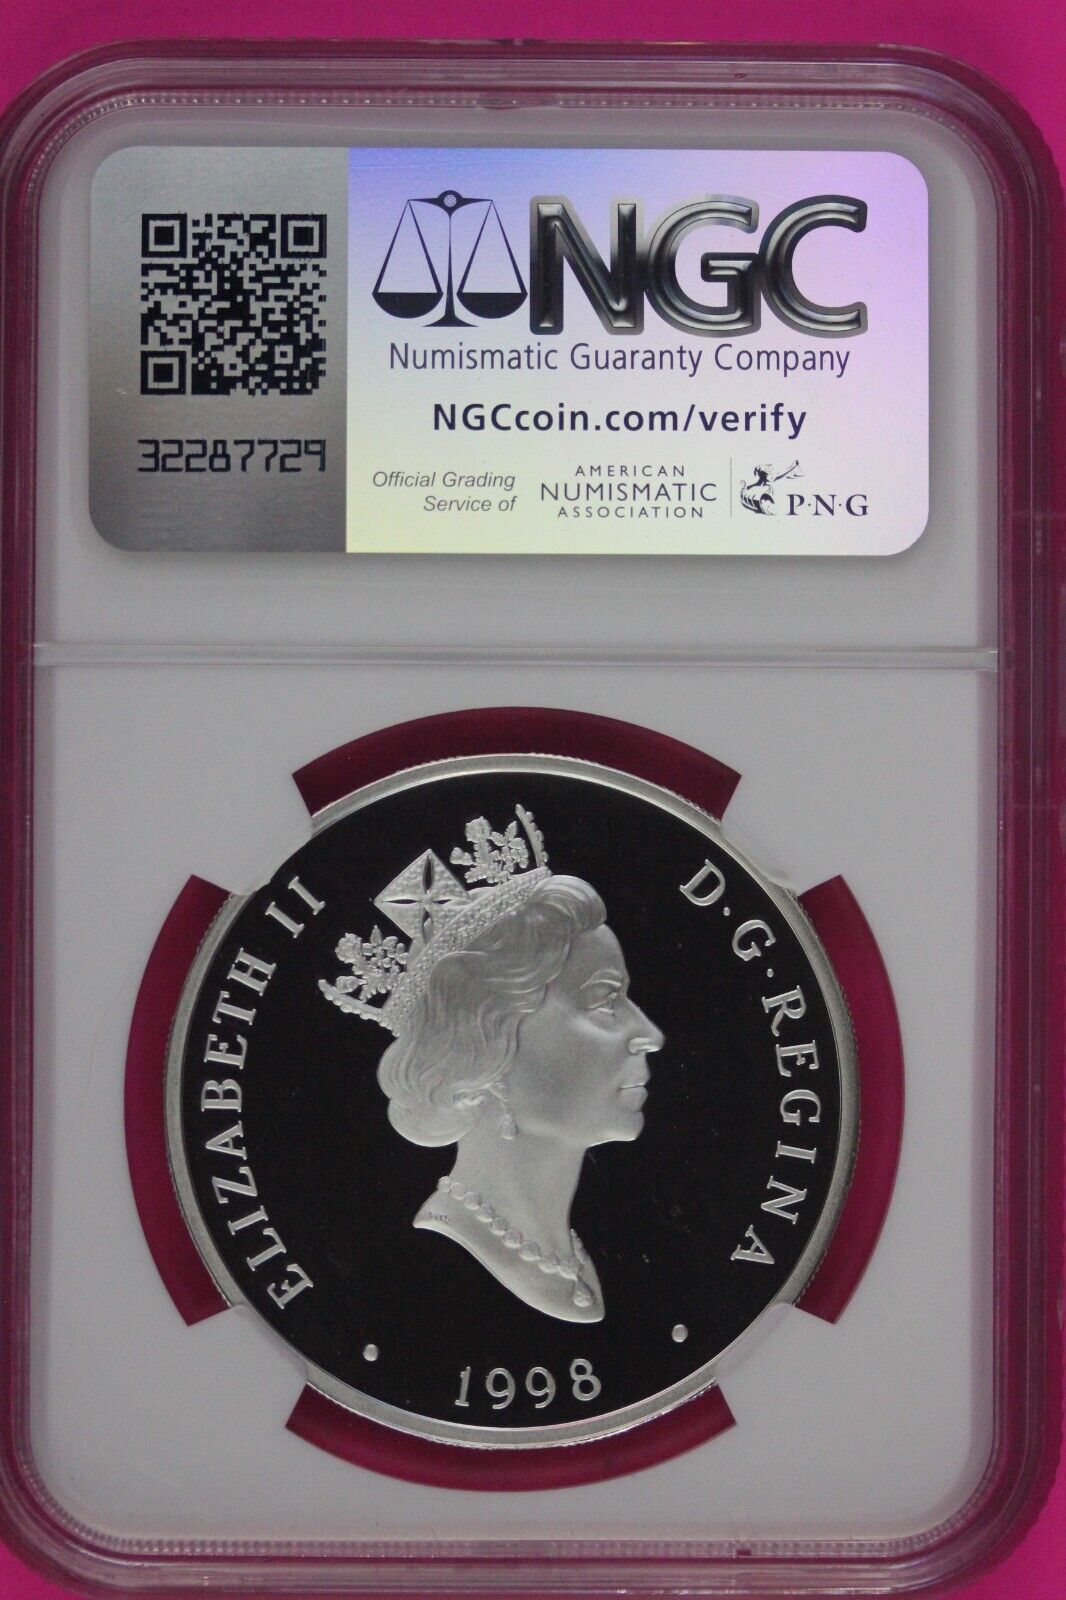 NGC
Numismatic Guaranty Company
NGCcoin.com/verify
32287729
Official Grading
Service of
AMERICAN
NUMISMATIC
ASSOCIATION
P·N·G
ELIZABETH II
D·G·REGINA
1998